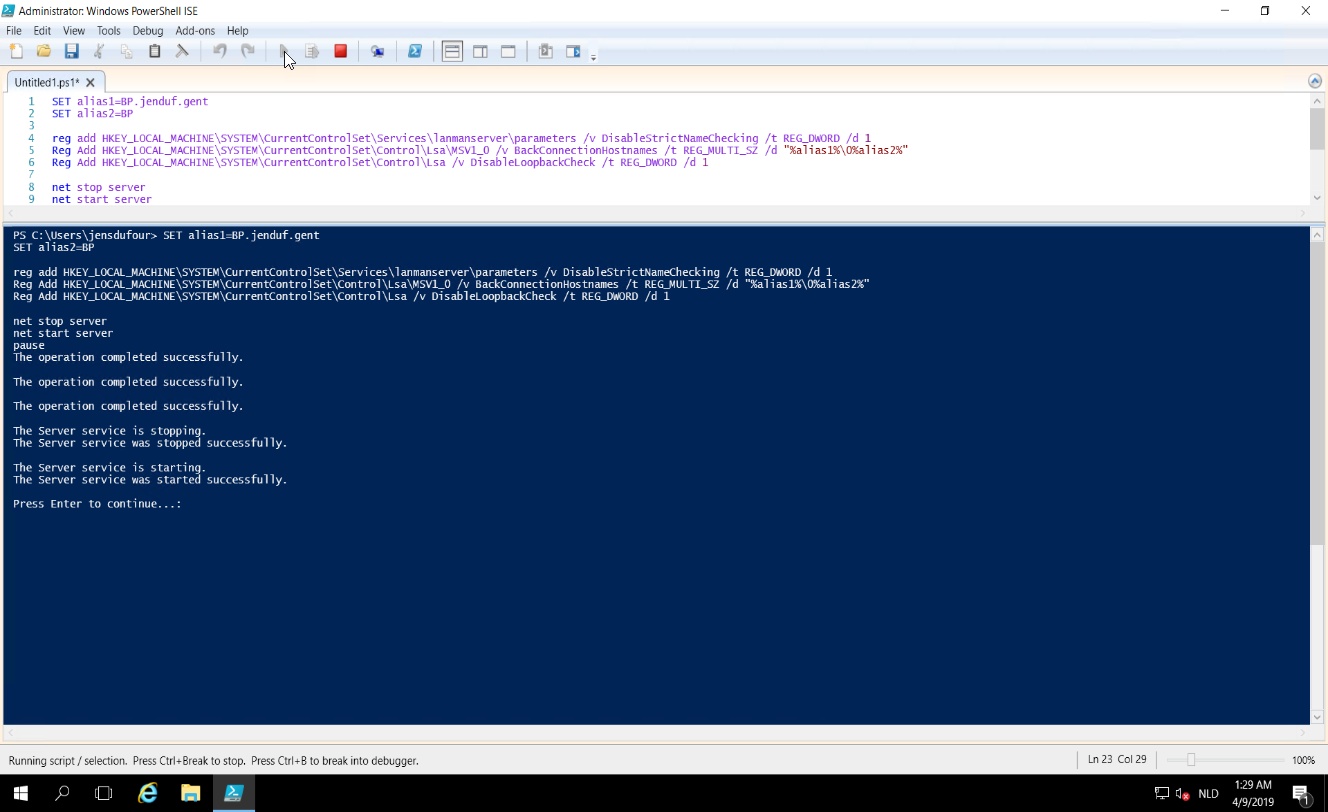 Administrator: Windows PowerShell ISE
File Edit View Tools Debug Add-ons Help
Untitled1.ps1*
1 SET alias1=BP.jenduf.gent
2 SET alias2=BP
3
4 reg add HKEY_LOCAL_MACHINE\SYSTEM\CurrentControlSet\Services\lanmanserver\parameters /v DisableStrictNameChecking /t REG_DWORD /d 1
5 Reg Add HKEY_LOCAL_MACHINE\SYSTEM\CurrentControlSet\Control\Lsa\MSV1_0 /v BackConnectionHostnames /t REG_MULTI_SZ /d "%alias1%\0%alias2%"
6 Reg Add HKEY_LOCAL_MACHINE\SYSTEM\CurrentControlSet\Control\Lsa /v DisableLoopbackCheck /t REG_DWORD /d 1
7
8 net stop server
9 net start server
PS C:\Users\jensdufour> SET alias1=BP.jenduf.gent
SET alias2=BP
reg add HKEY_LOCAL_MACHINE\SYSTEM\CurrentControlSet\Services\lanmanserver\parameters /v DisableStrictNameChecking /t REG_DWORD /d 1
Reg Add HKEY_LOCAL_MACHINE\SYSTEM\CurrentControlSet\Control\Lsa\MSV1_0 /v BackConnectionHostnames /t REG_MULTI_SZ /d "%alias1%\0%alias2%"
Reg Add HKEY_LOCAL_MACHINE\SYSTEM\CurrentControlSet\Control\Lsa /v DisableLoopbackCheck /t REG_DWORD /d 1
net stop server
net start server
pause
The operation completed successfully.
The operation completed successfully.
The operation completed successfully.
The Server service is stopping.
The Server service was stopped successfully.
The Server service is starting.
The Server service was started successfully.
Press Enter to continue...:
Running script / selection. Press Ctrl+Break to stop. Press Ctrl+B to break into debugger.
Ln 23 Col 29
100%
NLD
1:29 AM
4/9/2019
1